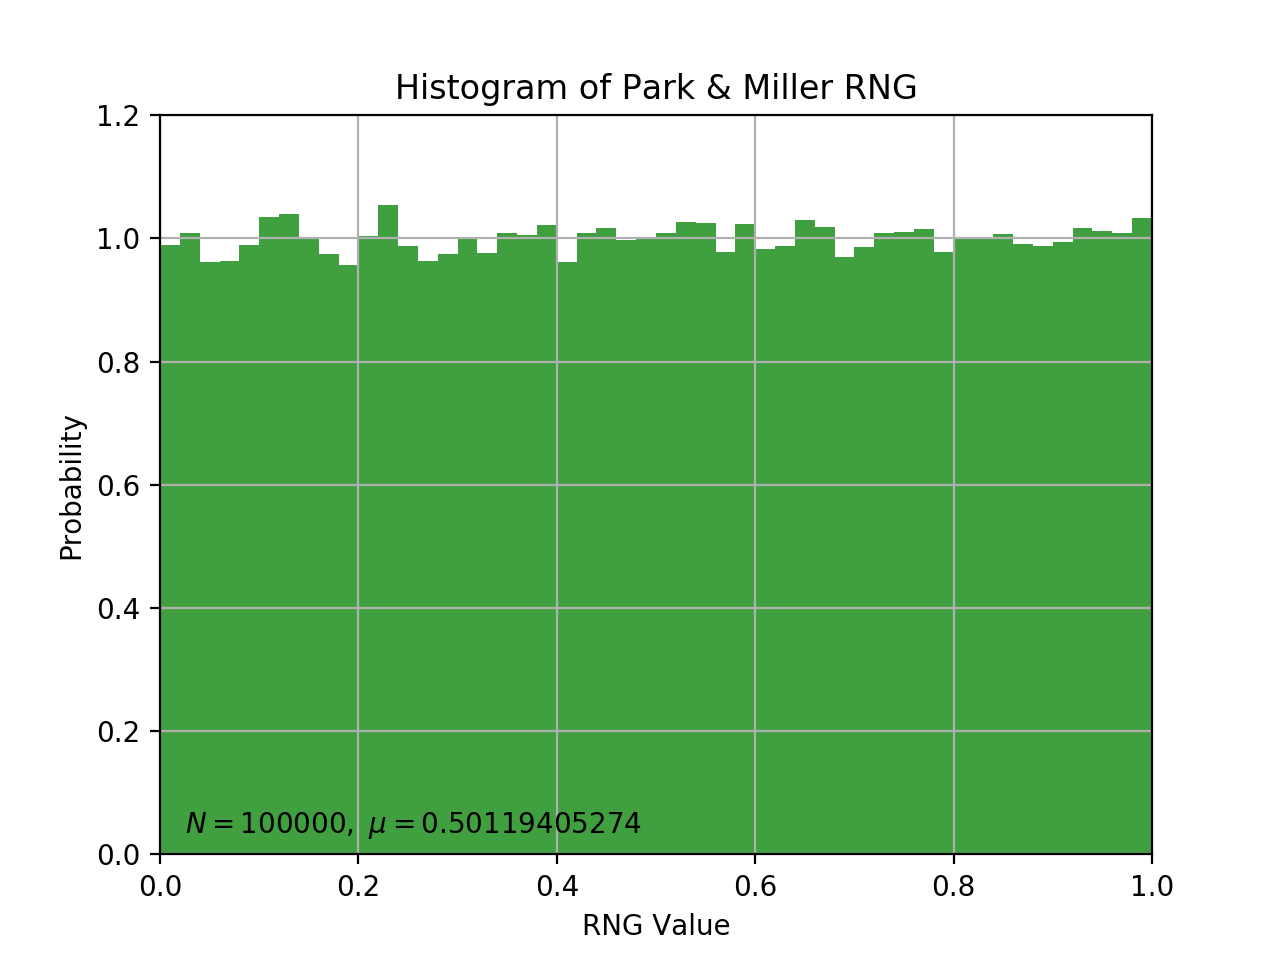 Histogram of Park & Miller RNG
1.2
1.0
0.8
0.6
0.4
0.2
0.0
Probability
N = 100000, μ = 0.50119405274
0.0 0.2 0.4 0.6 0.8 1.0
RNG Value